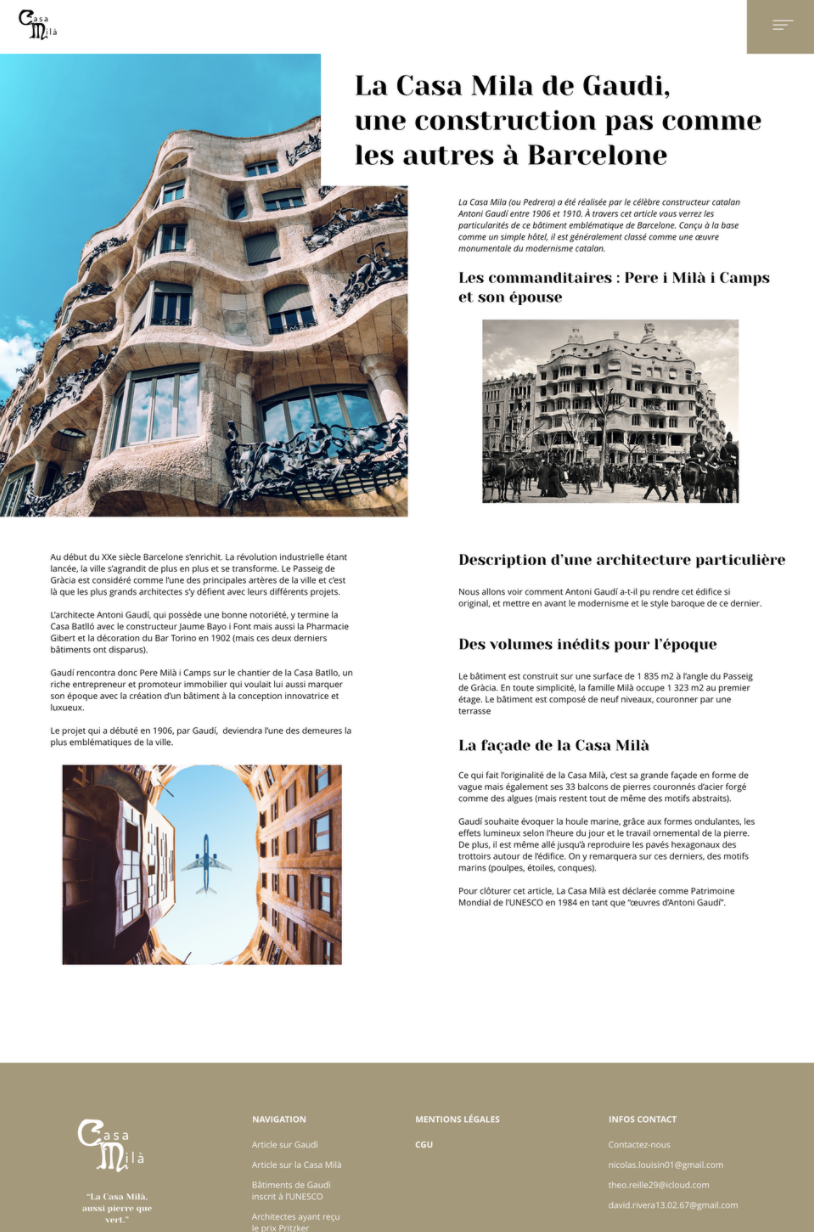 Casa
Milà
La Casa Mila de Gaudi,
une construction pas comme
les autres à Barcelone
La Casa Mila (ou Pedrera) a été réalisée par le célèbre constructeur catalan
Antoni Gaudí entre 1906 et 1910. À travers cet article vous verrez les
particularités de ce bâtiment emblématique de Barcelone. Conçu à la base
comme un simple hôtel, il est généralement classé comme une œuvre
monumentale du modernisme catalan.
Les commanditaires : Pere i Milà i Camps
et son épouse
Au début du XXe siècle Barcelone s'enrichit. La révolution industrielle étant
lancée, la ville s'agrandit de plus en plus et se transforme. Le Passeig de
Gràcia est considéré comme l'une des principales artères de la ville et c'est
là que les plus grands architectes s'y défient avec leurs différents projets.
L'architecte Antoni Gaudí, qui possède une bonne notoriété, y termine la
Casa Batlló avec le constructeur Jaume Bayo i Font mais aussi la Pharmacie
Gibert et la décoration du Bar Torino en 1902 (mais ces deux derniers
bâtiments ont disparus).
Gaudí rencontra donc Pere Milà i Camps sur le chantier de la Casa Batllo, un
riche entrepreneur et promoteur immobilier qui voulait lui aussi marquer
son époque avec la création d'un bâtiment à la conception innovatrice et
luxueux.
Le projet qui a débuté en 1906, par Gaudí, deviendra l'une des demeures la
plus emblématiques de la ville.
Description d'une architecture particulière
Nous allons voir comment Antoni Gaudí a-t-il pu rendre cet édifice si
original, et mettre en avant le modernisme et le style baroque de ce dernier.
Des volumes inédits pour l'époque
Le bâtiment est construit sur une surface de 1 835 m2 à l'angle du Passeig
de Gràcia. En toute simplicité, la famille Milà occupe 1 323 m2 au premier
étage. Le bâtiment est composé de neuf niveaux, couronner par une
terrasse
La façade de la Casa Milà
Ce qui fait l'originalité de la Casa Milà, c'est sa grande façade en forme de
vague mais également ses 33 balcons de pierres couronnés d'acier forgé
comme des algues (mais restent tout de même des motifs abstraits).
Gaudí souhaite évoquer la houle marine, grâce aux formes ondulantes, les
effets lumineux selon l'heure du jour et le travail ornemental de la pierre.
De plus, il est même allé jusqu'à reproduire les pavés hexagonaux des
trottoirs autour de l'édifice. On y remarquera sur ces derniers, des motifs
marins (poulpes, étoiles, conques).
Pour clôturer cet article, La Casa Milà est déclarée comme Patrimoine
Mondial de l'UNESCO en 1984 en tant que "œuvres d'Antoni Gaudí".
Casa
Milà
"La Casa Milà,
aussi pierre que
vert."
NAVIGATION
Article sur Gaudi
Article sur la Casa Milà
Bâtiments de Gaudi
inscrit à l'UNESCO
Architectes ayant reçu
le prix Pritzker
MENTIONS LÉGALES
CGU
INFOS CONTACT
Contactez-nous
nicolas.louisin01@gmail.com
theo.reille29@icloud.com
david.rivera13.02.67@gmail.com